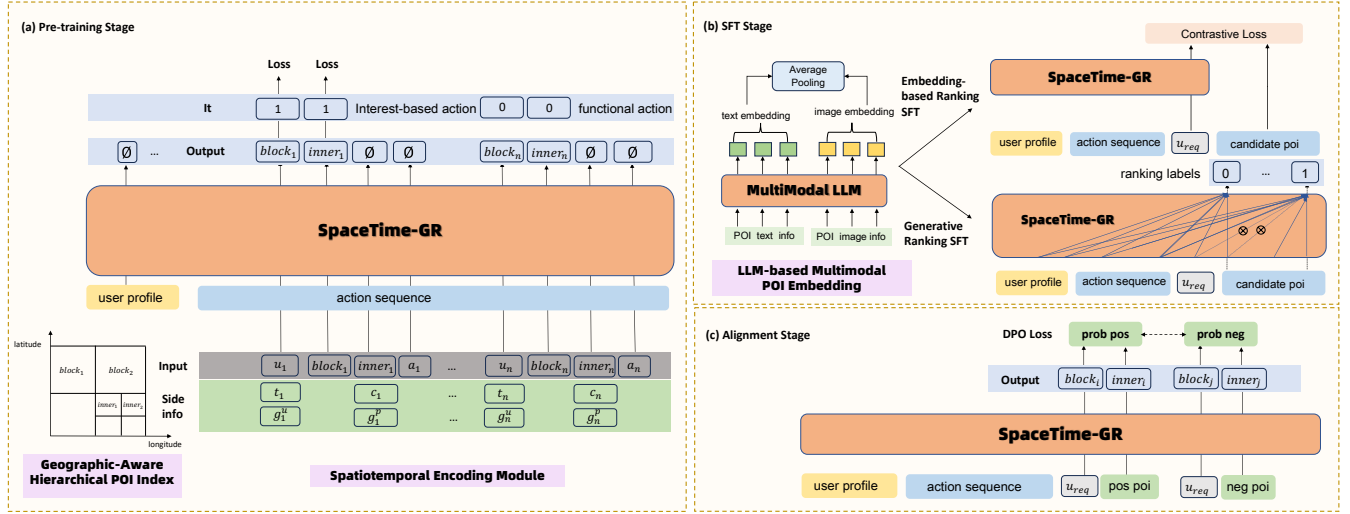 (a) Pre-training Stage
Loss Loss
It 1 1 Interest-based action 0 0 functional action
∅ ... Output block₁ inner₁ ∅ ∅ blockₙ innerₙ ∅ ∅
SpaceTime-GR
user profile action sequence
latitude
block₁ block₂
inner₁ inner₂
longitude
Input u₁ block₁ inner₁ a₁ ... uₙ blockₙ innerₙ aₙ
Side info t₁ c₁ ... tₙ cₙ
g₁ᵘ g₁ᵖ ... gₙᵘ gₙᵖ
Geographic-Aware
Hierarchical POI Index
Spatiotemporal Encoding Module
(b) SFT Stage
Average
Pooling
text embedding image embedding
MultiModal LLM
POI text info POI image info
LLM-based Multimodal
POI Embedding
Embedding-
based Ranking
SFT
Generative
Ranking SFT
Contrastive Loss
SpaceTime-GR
user profile action sequence u_req candidate poi
ranking labels 0 ... 1
SpaceTime-GR
⊗ ⊗
user profile action sequence u_req candidate poi
(c) Alignment Stage
DPO Loss prob pos prob neg
Output blockᵢ innerᵢ blockⱼ innerⱼ
SpaceTime-GR
user profile action sequence u_req pos poi u_req neg poi